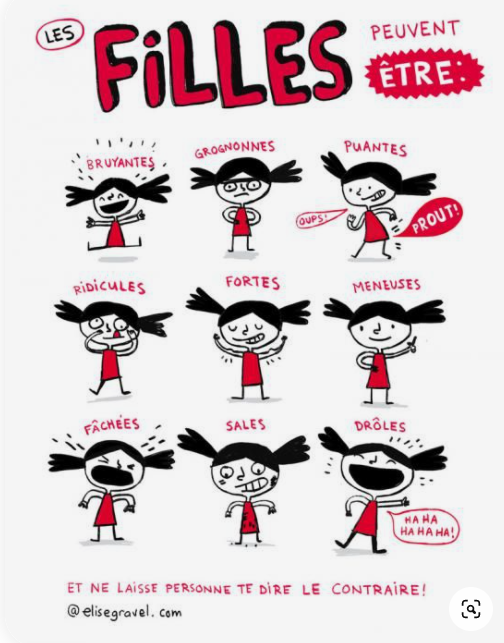 LES
FiLLES
PEUVENT
ÊTRE:
BRUYANTES
GROGNONNES
PUANTES
OUPS!
PROUT!
RiDiCULES
FORTES
MENEUSES
FÂCHÉES
SALES
DRÔLES
HA HA
HA HA HA!
ET NE LAiSSE PERSONNE TE DiRE LE CONTRAiRE!
@elisegravel.com